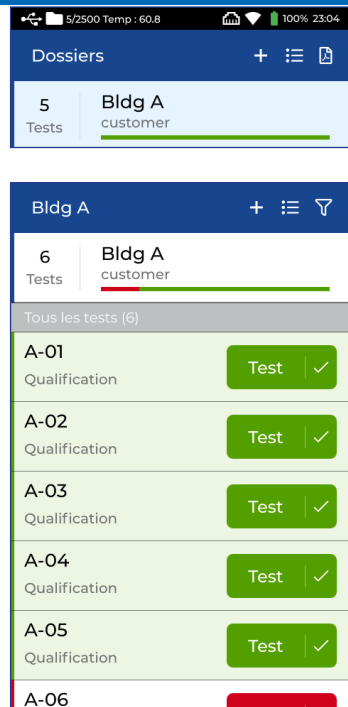 5/2500 Temp : 60.8 100% 23:04
Dossiers
5 Bldg A
Tests customer
Bldg A
6 Bldg A
Tests customer
Tous les tests (6)
A-01
Qualification Test
A-02
Qualification Test
A-03
Qualification Test
A-04
Qualification Test
A-05
Qualification Test
A-06